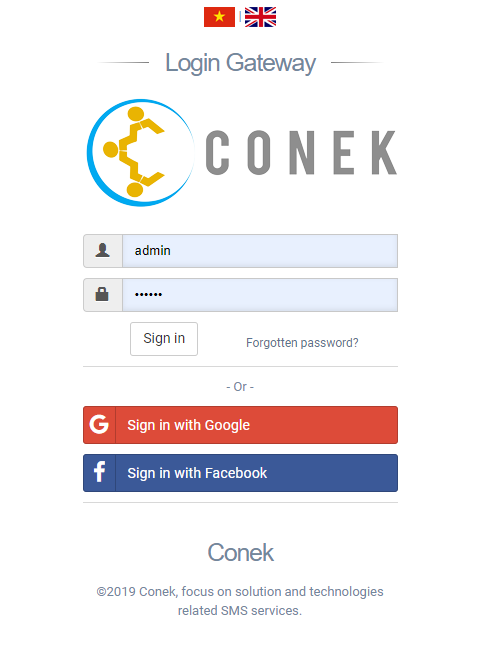 |
Login Gateway
CONEK
admin
••••••
Sign in
Forgotten password?
- Or -
G Sign in with Google
f Sign in with Facebook
Conek
©2019 Conek, focus on solution and technologies
related SMS services.